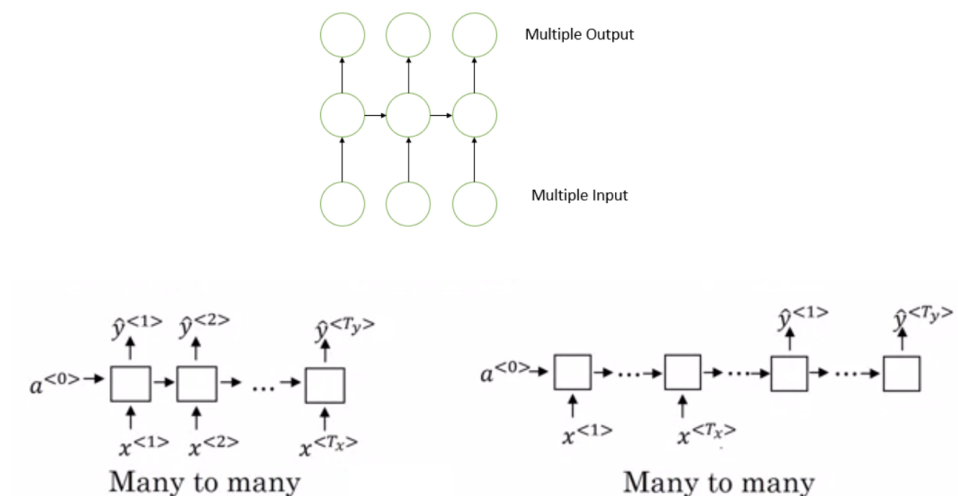 Multiple Output
Multiple Input
ŷ<1> ŷ<2> ŷ<Ty>
a<0>
...
x<1> x<2> x<Tx>
Many to many
ŷ<1> ŷ<Ty>
a<0>
... ... ...
x<1> x<Tx>
Many to many